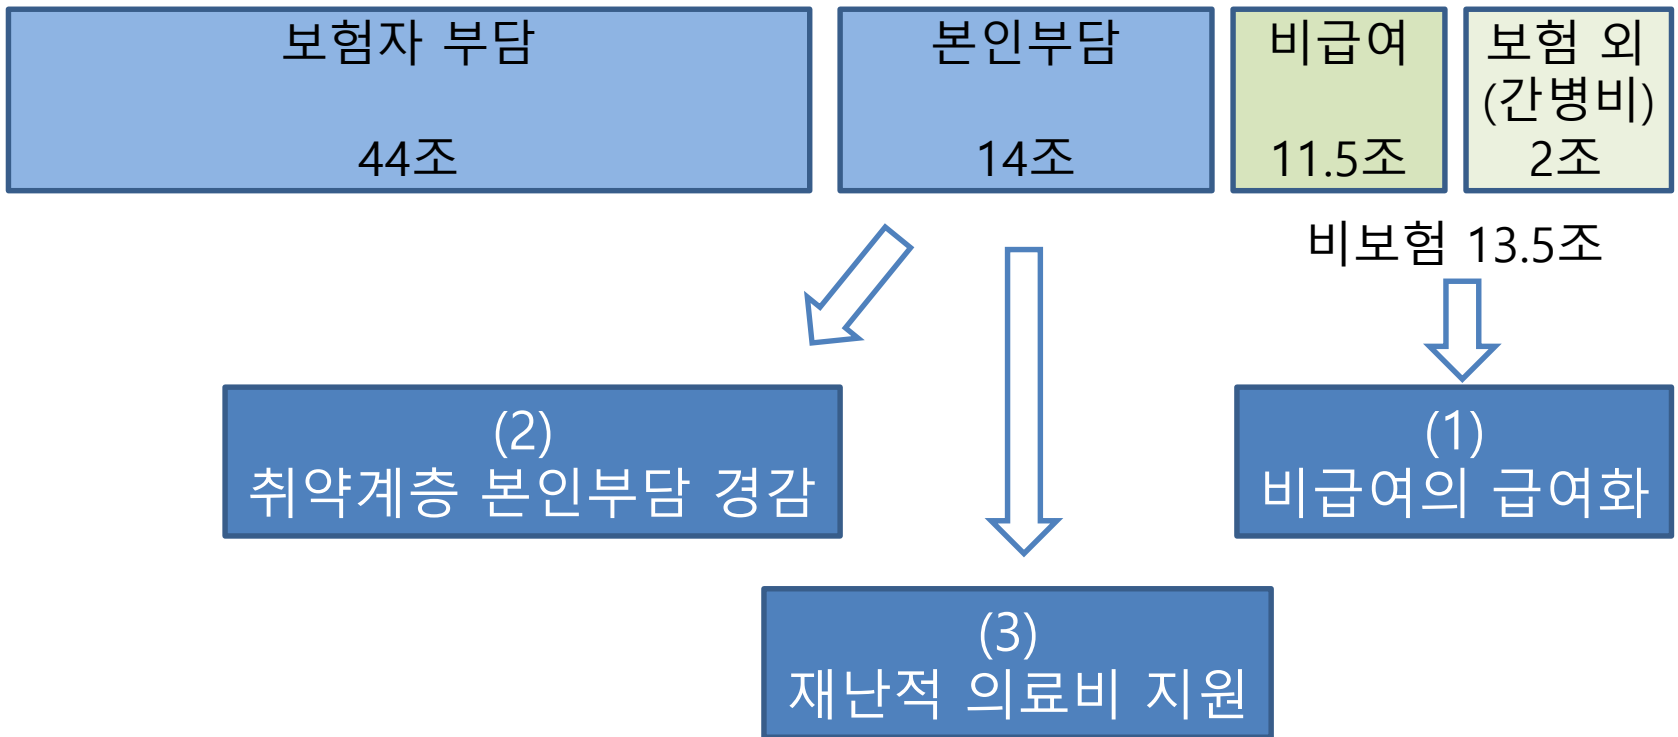 보험자 부담
44조
본인부담
14조
비급여
11.5조
보험 외
(간병비)
2조
비보험 13.5조
(2)
취약계층 본인부담 경감
(1)
비급여의 급여화
(3)
재난적 의료비 지원